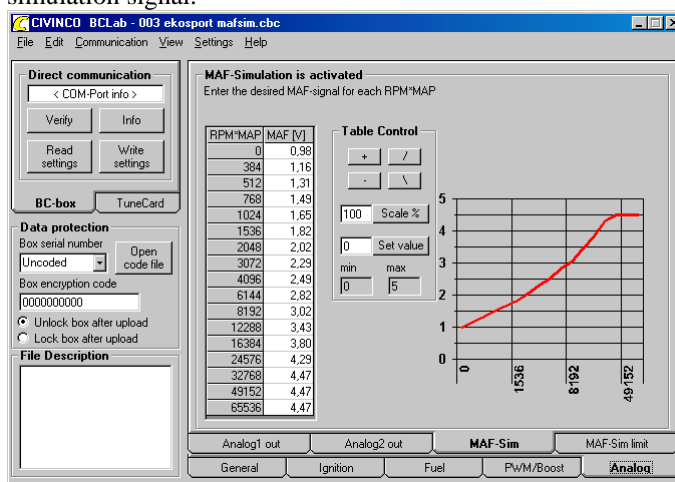 simulation signal.
CIVINCO BCLab - 003 ekosport mafsim.cbc
File Edit Communication View Settings Help
Direct communication
< COM-Port info >
Verify Info
Read settings Write settings
BC-box TuneCard
Data protection
Box serial number
Uncoded Open code file
Box encryption code
0000000000
Unlock box after upload
Lock box after upload
File Description
MAF-Simulation is activated
Enter the desired MAF-signal for each RPM*MAP
RPM*MAP MAF [V]
0 0,98
384 1,16
512 1,31
768 1,49
1024 1,65
1536 1,82
2048 2,02
3072 2,29
4096 2,49
6144 2,82
8192 3,02
12288 3,43
16384 3,80
24576 4,29
32768 4,47
49152 4,47
65536 4,47
Table Control
+ /
- \
100 Scale %
0 Set value
min max
0 5
5
4
3
2
1
0
0 1536 8192 49152
Analog1 out Analog2 out MAF-Sim MAF-Sim limit
General Ignition Fuel PWM/Boost Analog